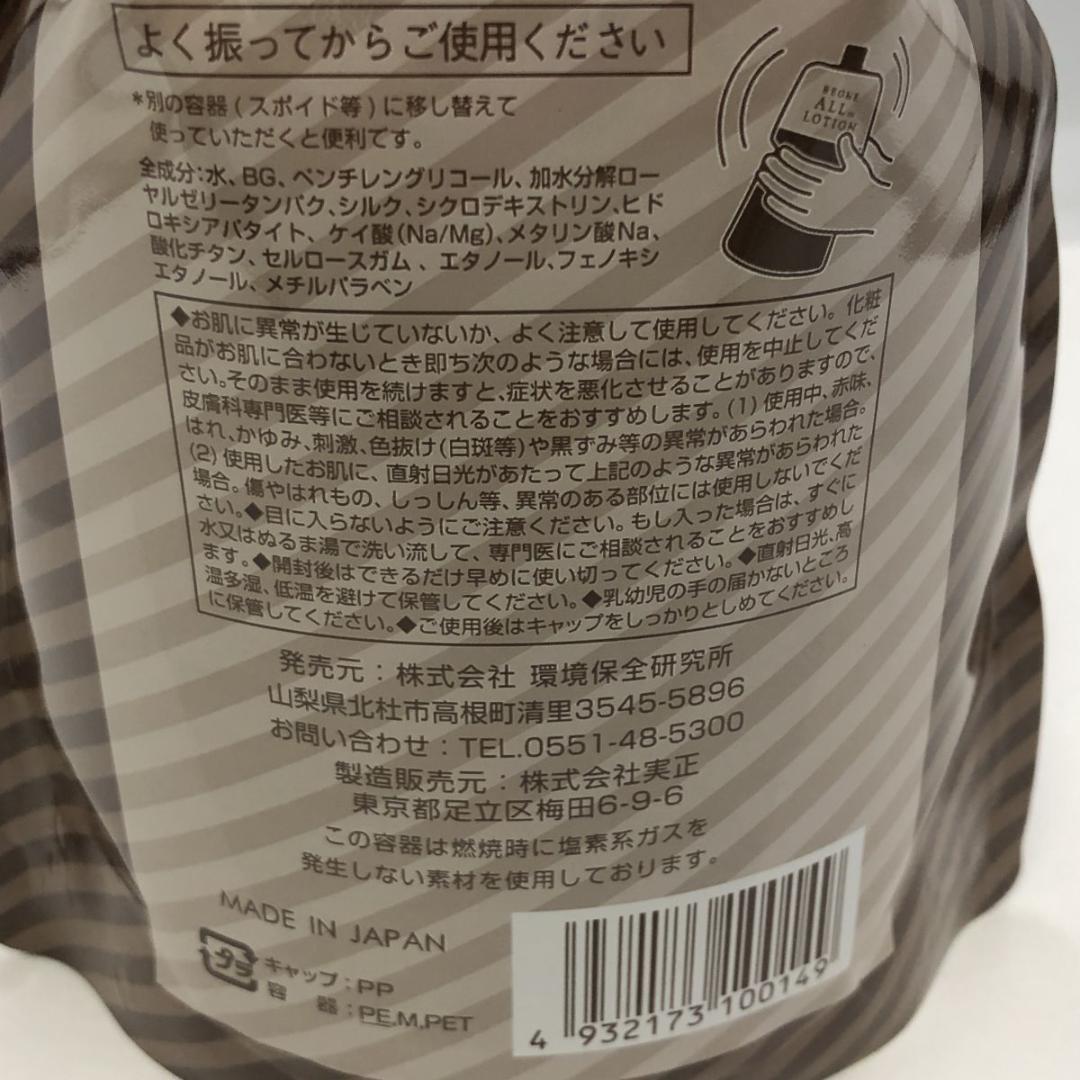 よく振ってからご使用ください
*別の容器(スポイド等)に移し替えて
使っていただくと便利です。
ALL
LOTION
全成分:水、BG、ペンチレングリコール、加水分解ロー
ヤルゼリータンパク、シルク、シクロデキストリン、ヒド
ロキシアパタイト、ケイ酸(Na/Mg)、メタリン酸Na、
酸化チタン、セルロースガム、エタノール、フェノキシ
エタノール、メチルパラベン
◆お肌に異常が生じていないか、よく注意して使用してください。化粧
品がお肌に合わないとき即ち次のような場合には、使用を中止してくだ
さい。そのまま使用を続けますと、症状を悪化させることがありますので、
皮膚科専門医等にご相談されることをおすすめします。(1)使用中、赤味、
はれ、かゆみ、刺激、色抜け(白斑等)や黒ずみ等の異常があらわれた場合。
(2)使用したお肌に、直射日光があたって上記のような異常があらわれた
場合。傷やはれもの、しっしん等、異常のある部位には使用しないでくだ
さい。◆目に入らないようにご注意ください。もし入った場合は、すぐに
水又はぬるま湯で洗い流して、専門医にご相談されることをおすすめし
ます。◆開封後はできるだけ早めに使い切ってください。◆直射日光、高
温多湿、低温を避けて保管してください。◆乳幼児の手の届かないところ
に保管してください。◆ご使用後はキャップをしっかりとしめてください。
発売元:株式会社 環境保全研究所
山梨県北杜市高根町清里3545-5896
お問い合わせ:TEL.0551-48-5300
製造販売元:株式会社実正
東京都足立区梅田6-9-6
この容器は燃焼時に塩素系ガスを
発生しない素材を使用しております。
MADE IN JAPAN
プラ
キャップ:PP
容 器:PE.M.PET
4 932173 100149